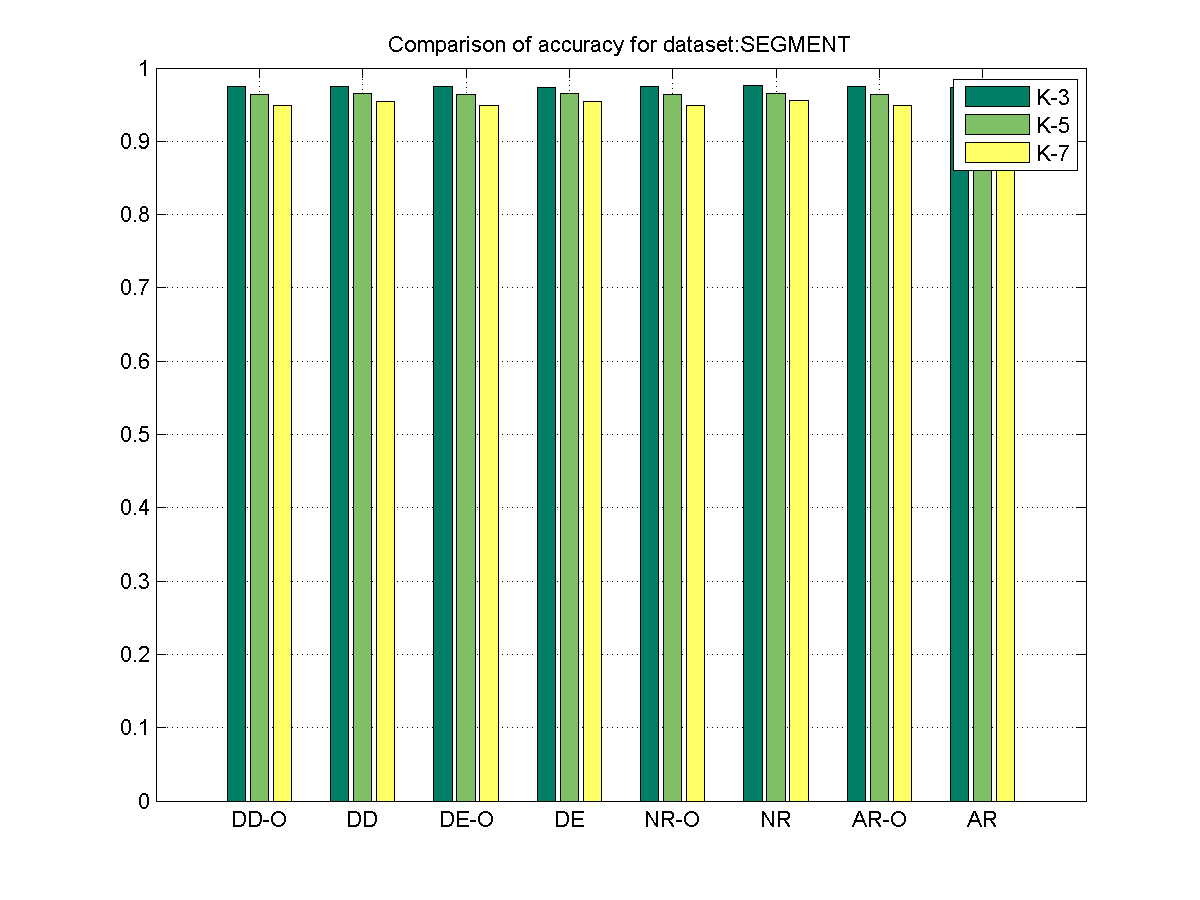 Comparison of accuracy for dataset:SEGMENT
1
0.9
0.8
0.7
0.6
0.5
0.4
0.3
0.2
0.1
0
K-3
K-5
K-7
DD-O DD DE-O DE NR-O NR AR-O AR